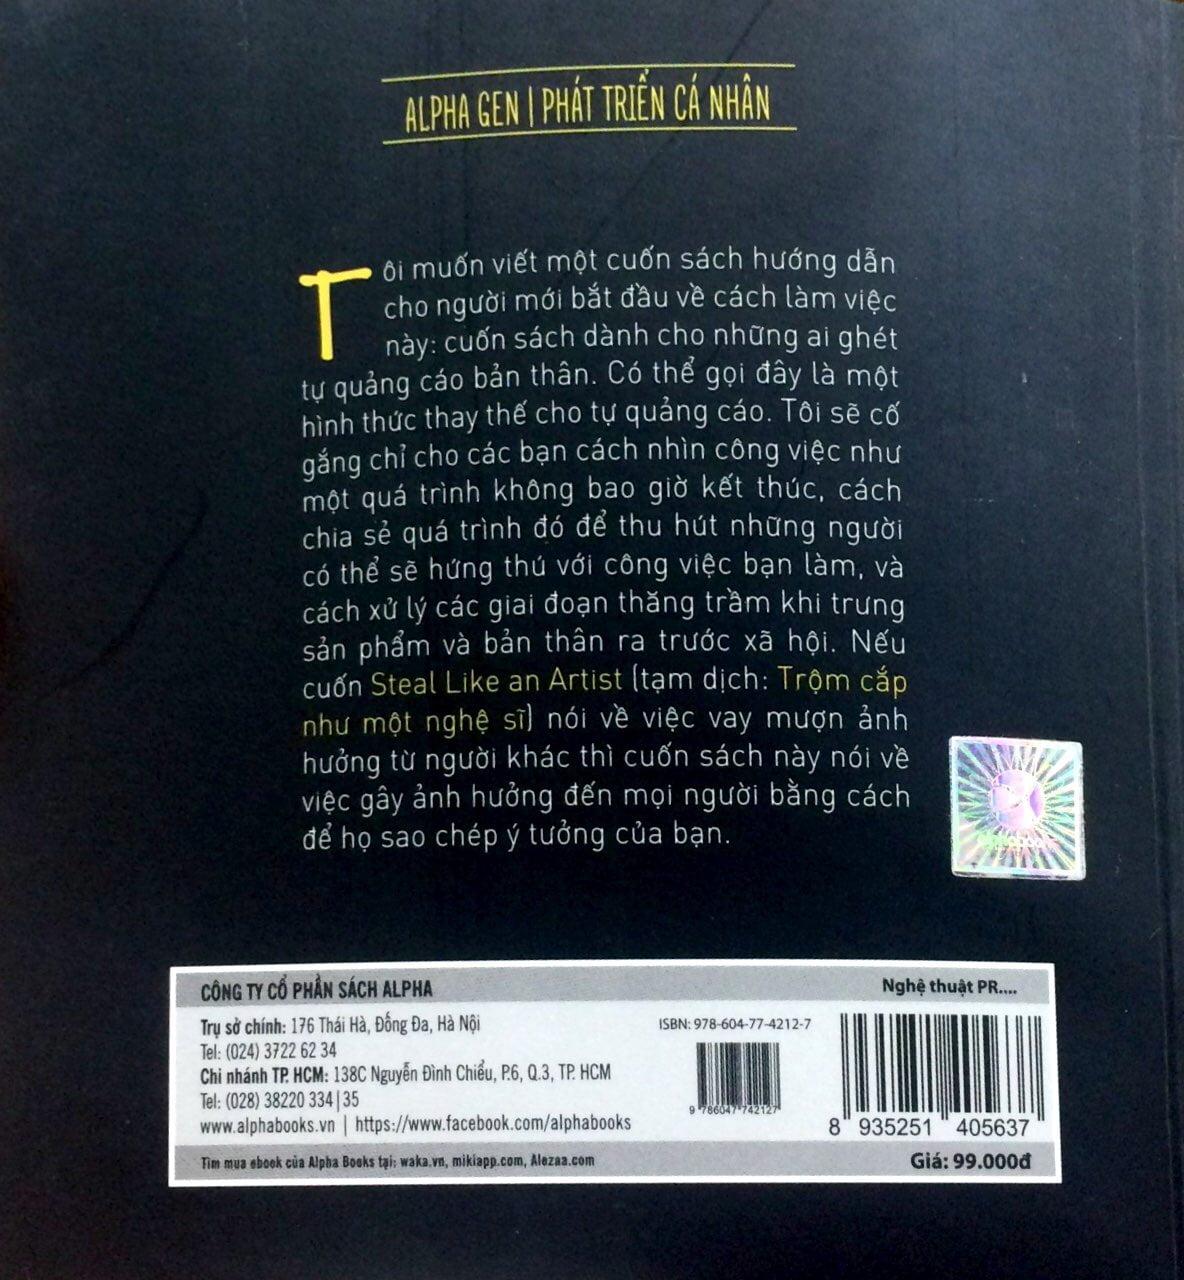 ALPHA GEN | PHÁT TRIỂN CÁ NHÂN
Tôi muốn viết một cuốn sách hướng dẫn
cho người mới bắt đầu về cách làm việc
này: cuốn sách dành cho những ai ghét
tự quảng cáo bản thân. Có thể gọi đây là một
hình thức thay thế cho tự quảng cáo. Tôi sẽ cố
gắng chỉ cho các bạn cách nhìn công việc như
một quá trình không bao giờ kết thúc, cách
chia sẻ quá trình đó để thu hút những người
có thể sẽ hứng thú với công việc bạn làm, và
cách xử lý các giai đoạn thăng trầm khi trưng
sản phẩm và bản thân ra trước xã hội. Nếu
cuốn Steal Like an Artist (tạm dịch: Trộm cắp
như một nghệ sĩ) nói về việc vay mượn ảnh
hưởng từ người khác thì cuốn sách này nói về
việc gây ảnh hưởng đến mọi người bằng cách
để họ sao chép ý tưởng của bạn.
CÔNG TY CỔ PHẦN SÁCH ALPHA
Nghệ thuật PR....
Trụ sở chính: 176 Thái Hà, Đống Đa, Hà Nội
Tel: (024) 3722 62 34
Chi nhánh TP. HCM: 138C Nguyễn Đình Chiểu, P.6, Q.3, TP. HCM
Tel: (028) 38220 334|35
www.alphabooks.vn | https://www.facebook.com/alphabooks
ISBN: 978-604-77-4212-7
9 786047 742127
8 935251 405637
Tìm mua ebook của Alpha Books tại: waka.vn, mikiapp.com, Alezaa.com
Giá: 99.000đ